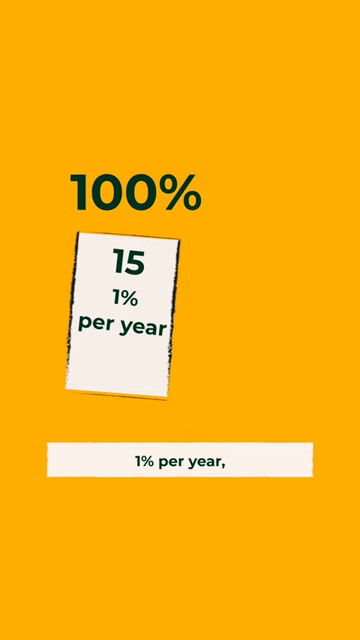 100%
15
1%
per year
1% per year,